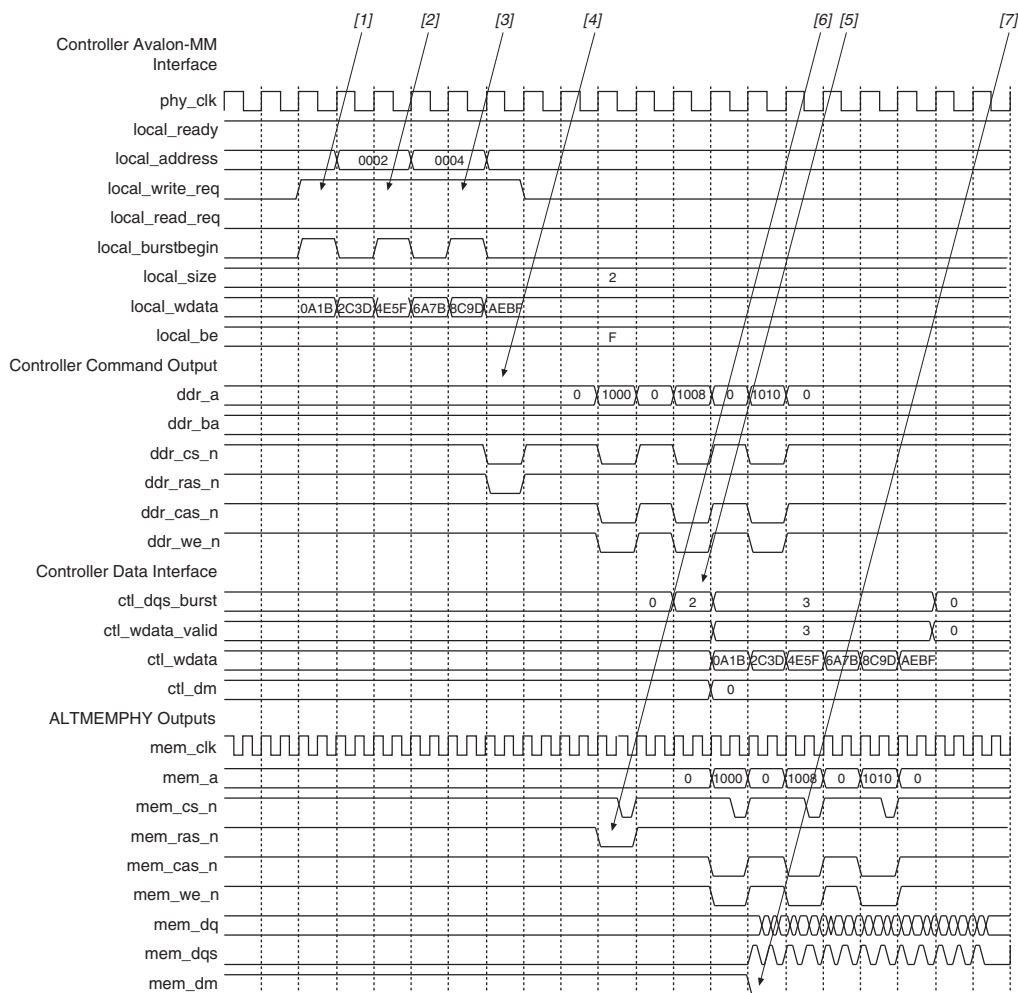 [1] [2] [3] [4] [6] [5] [7]
Controller Avalon-MM
Interface
phy_clk
local_ready
local_address 0002 0004
local_write_req
local_read_req
local_burstbegin
local_size 2
local_wdata 0A1B 2C3D 4E5F 6A7B 8C9D AEBF
local_be F
Controller Command Output
ddr_a 0 1000 0 1008 0 1010 0
ddr_ba
ddr_cs_n
ddr_ras_n
ddr_cas_n
ddr_we_n
Controller Data Interface
ctl_dqs_burst 0 2 3 0
ctl_wdata_valid 3 0
ctl_wdata 0A1B 2C3D 4E5F 6A7B 8C9D AEBF
ctl_dm 0
ALTMEMPHY Outputs
mem_clk
mem_a 0 1000 0 1008 0 1010 0
mem_cs_n
mem_ras_n
mem_cas_n
mem_we_n
mem_dq
mem_dqs
mem_dm